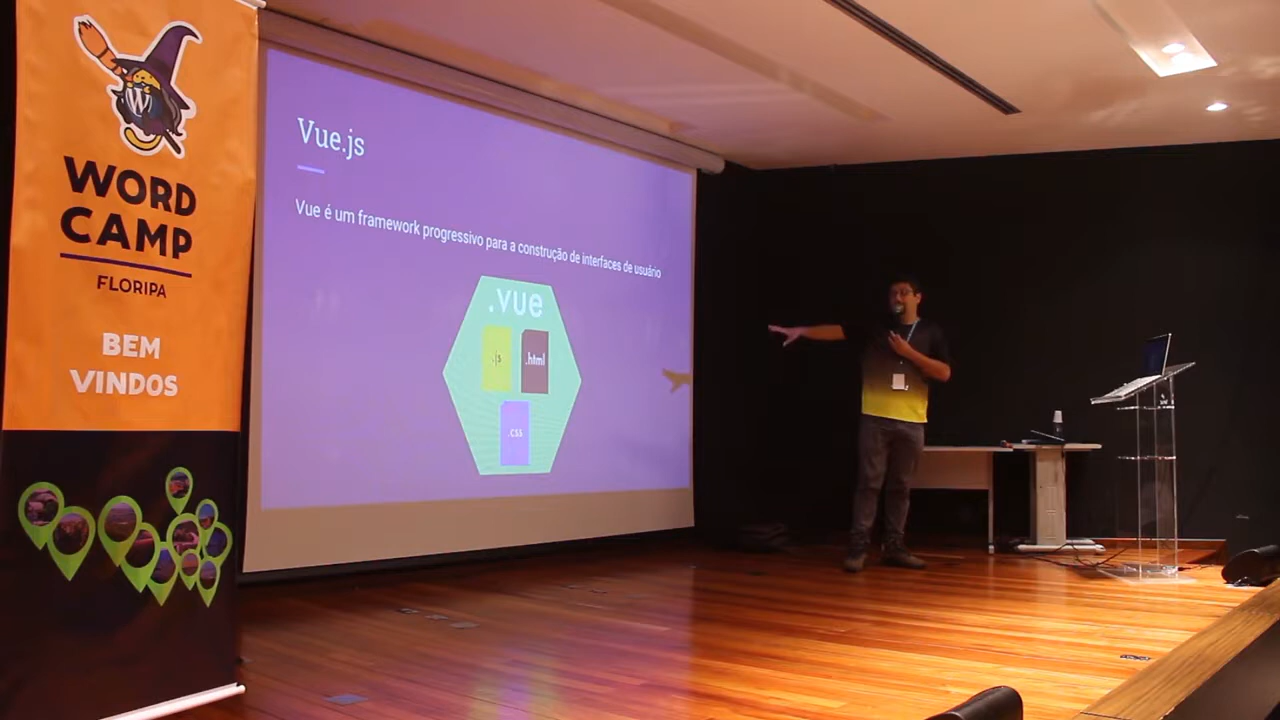 WORD
CAMP
FLORIPA
BEM
VINDOS
Vue.js
Vue é um framework progressivo para a construção de interfaces de usuário
.vue
.js
.html
.css